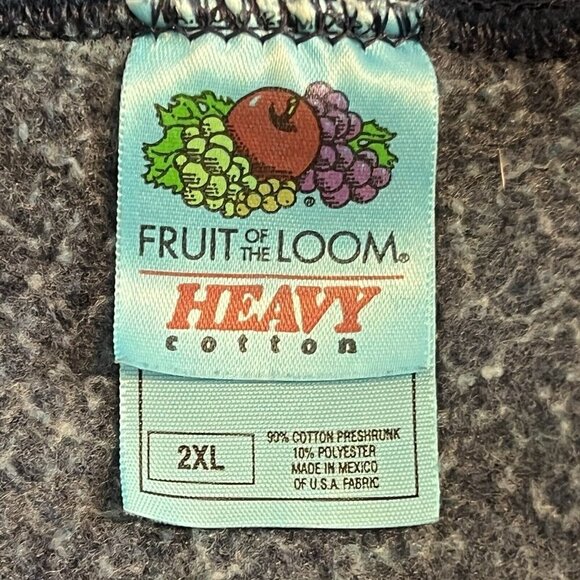 FRUIT OF THE LOOM®
HEAVY
cotton
2XL
90% COTTON PRESHRUNK
10% POLYESTER
MADE IN MEXICO
OF U.S.A. FABRIC